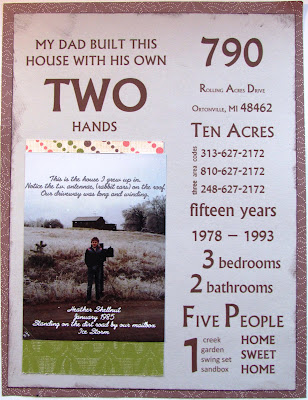 MY DAD BUILT THIS
HOUSE WITH HIS OWN
TWO
HANDS
This is the house I grew up in.
Notice the t.v. antennae, (rabbit ears) on the roof.
Our driveway was long and winding.
Heather Shellnut
January 1985
Standing on the dirt road by our mailbox
Ice Storm
790
Rolling Acres Drive
Ortonville, MI 48462
Ten Acres
three area codes
313-627-2172
810-627-2172
248-627-2172
fifteen years
1978 – 1993
3 bedrooms
2 bathrooms
Five People
1
creek
garden
swing set
sandbox
HOME
SWEET
HOME